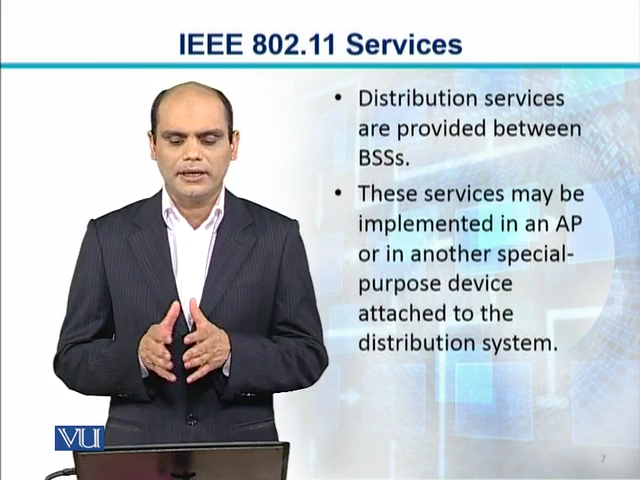 IEEE 802.11 Services
• Distribution services
are provided between
BSSs.
• These services may be
implemented in an AP
or in another special-
purpose device
attached to the
distribution system.
VU
7